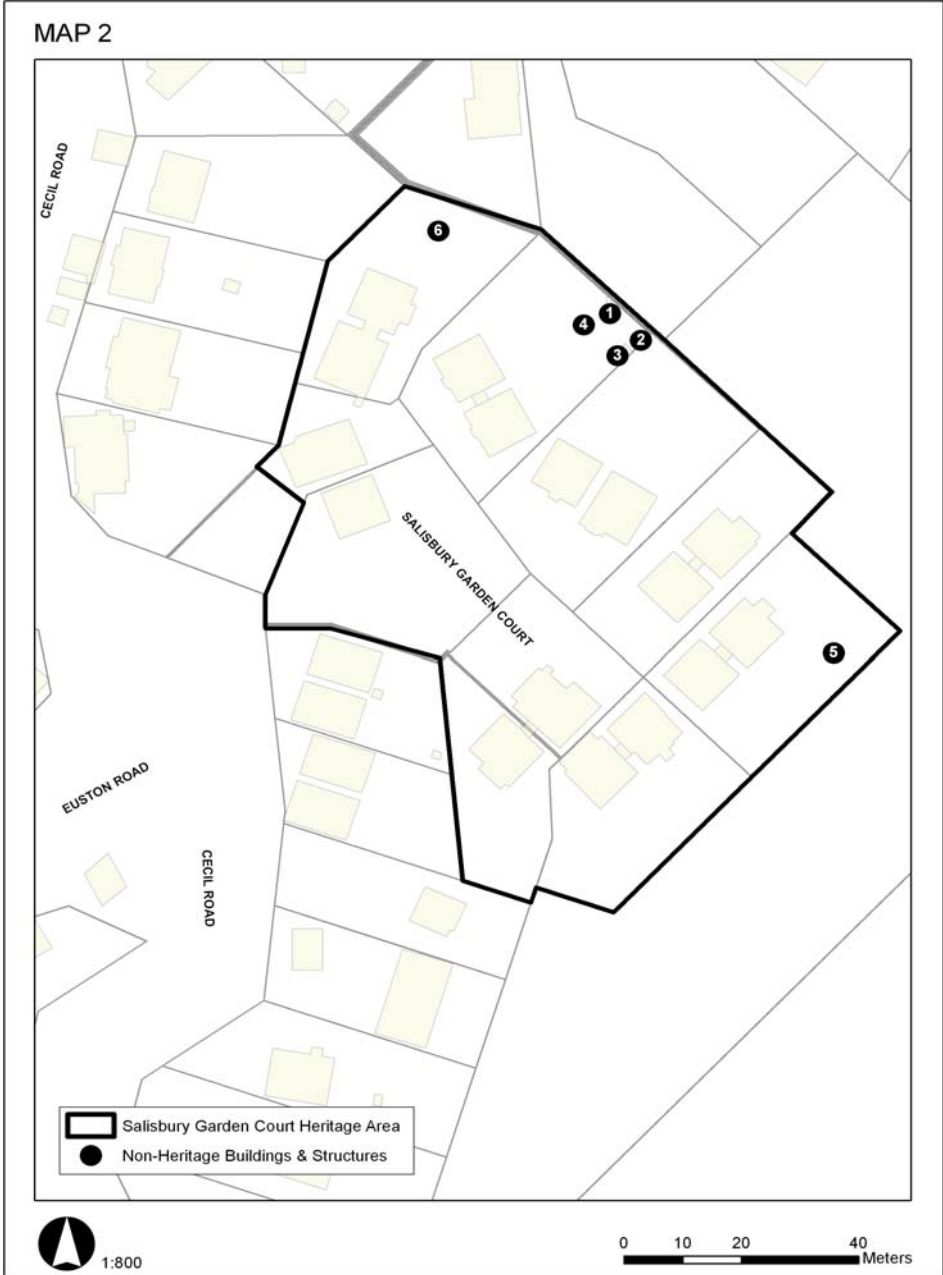 MAP 2
CECIL ROAD
6
1
4
2
3
SALISBURY GARDEN COURT
5
EUSTON ROAD
CECIL ROAD
Salisbury Garden Court Heritage Area
Non-Heritage Buildings & Structures
1:800
0 10 20 40
Meters